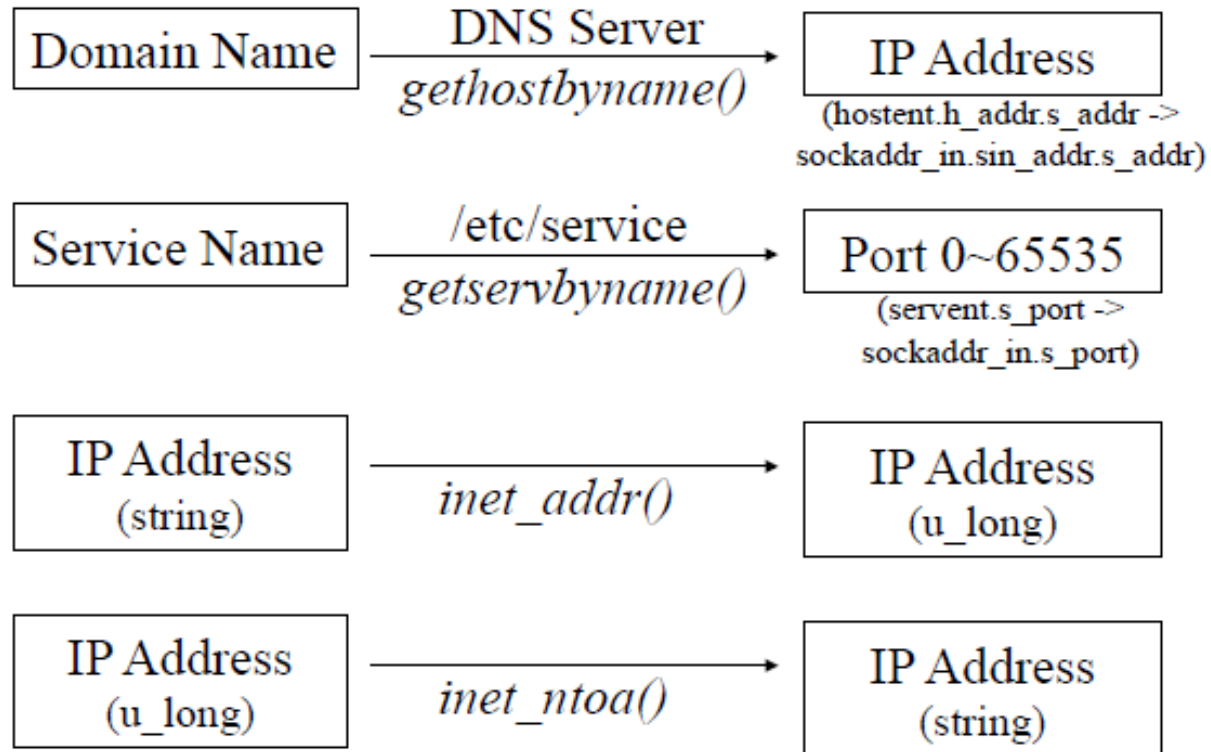 Domain Name
DNS Server
gethostbyname()
IP Address
(hostent.h_addr.s_addr ->
sockaddr_in.sin_addr.s_addr)
Service Name
/etc/service
getservbyname()
Port 0~65535
(servent.s_port ->
sockaddr_in.s_port)
IP Address
(string)
inet_addr()
IP Address
(u_long)
IP Address
(u_long)
inet_ntoa()
IP Address
(string)